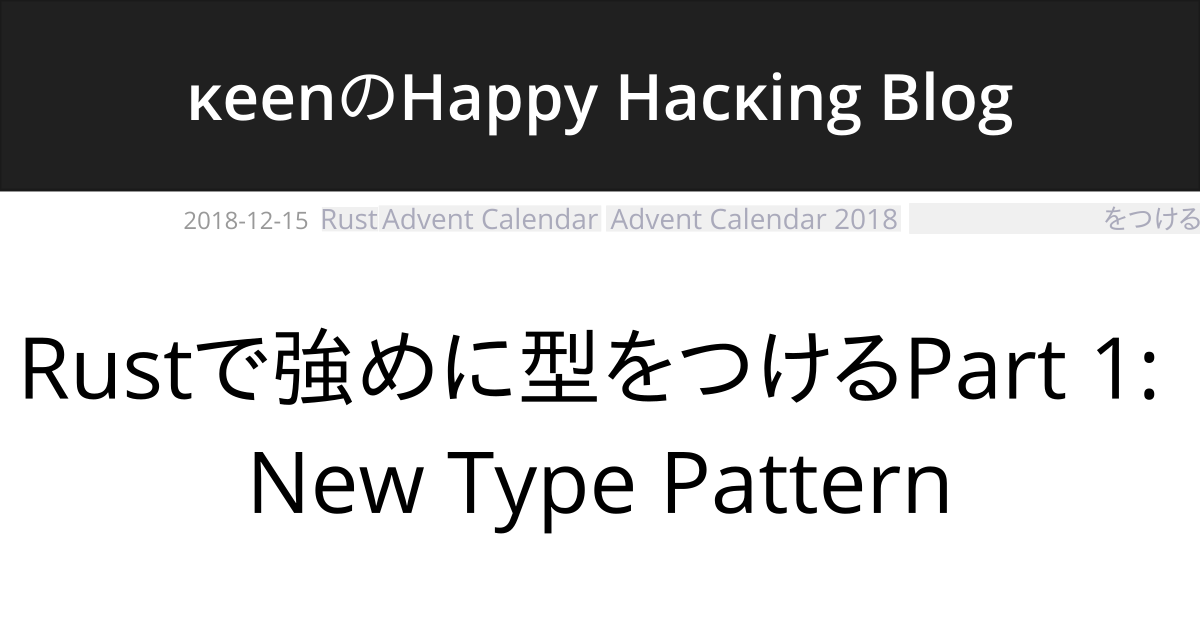 κeenのHappy Hacκing Blog
2018-12-15 Rust Advent Calendar Advent Calendar 2018 をつける
Rustで強めに型をつけるPart 1:
New Type Pattern